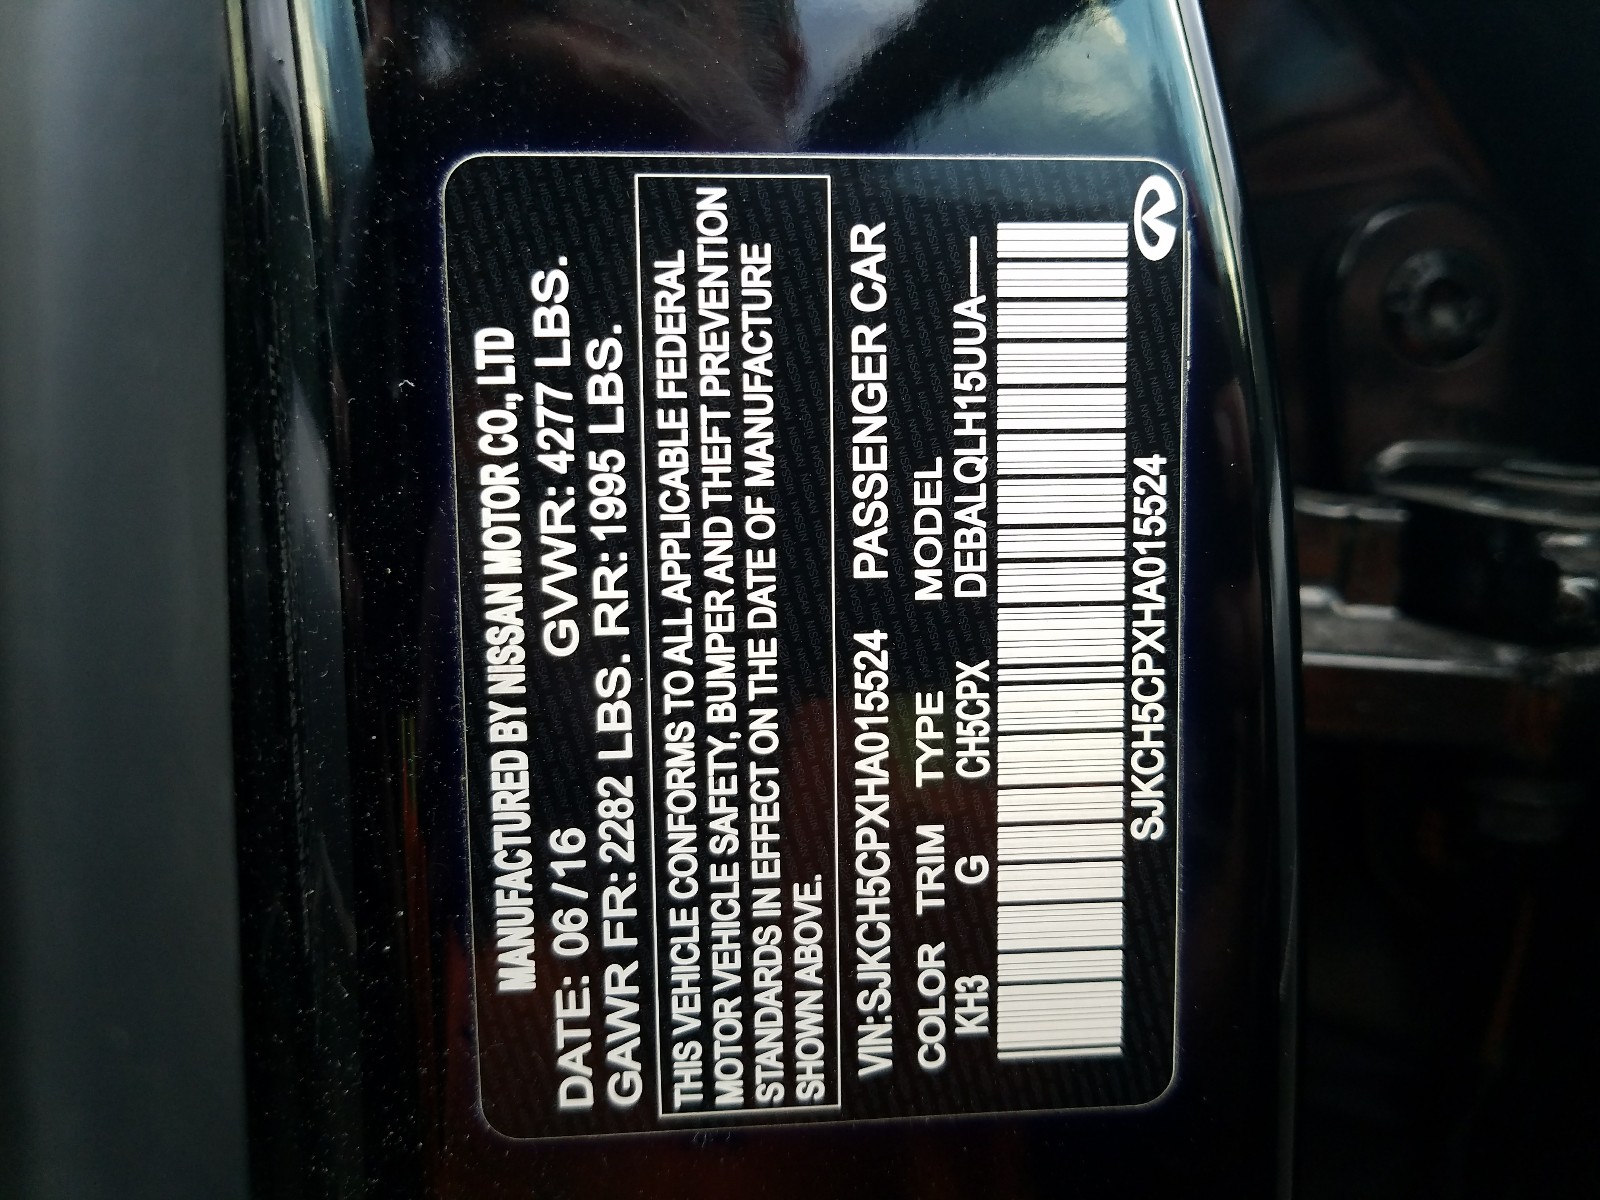 MANUFACTURED BY NISSAN MOTOR CO., LTD
DATE: 06 / 16 GVWR: 4277 LBS.
GAWR FR: 2282 LBS. RR: 1995 LBS.
THIS VEHICLE CONFORMS TO ALL APPLICABLE FEDERAL
MOTOR VEHICLE SAFETY, BUMPER AND THEFT PREVENTION
STANDARDS IN EFFECT ON THE DATE OF MANUFACTURE
SHOWN ABOVE.
VIN: SJKCH5CPXHA015524 PASSENGER CAR
COLOR TRIM TYPE MODEL
KH3 G CH5CPX DEBALQLH15UUA—–
SJKCH5CPXHA015524